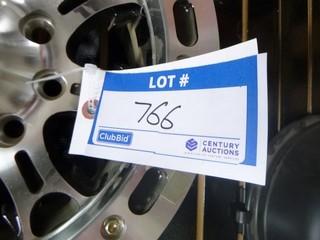 LOT #
766
ClubBid
CENTURY
AUCTIONS